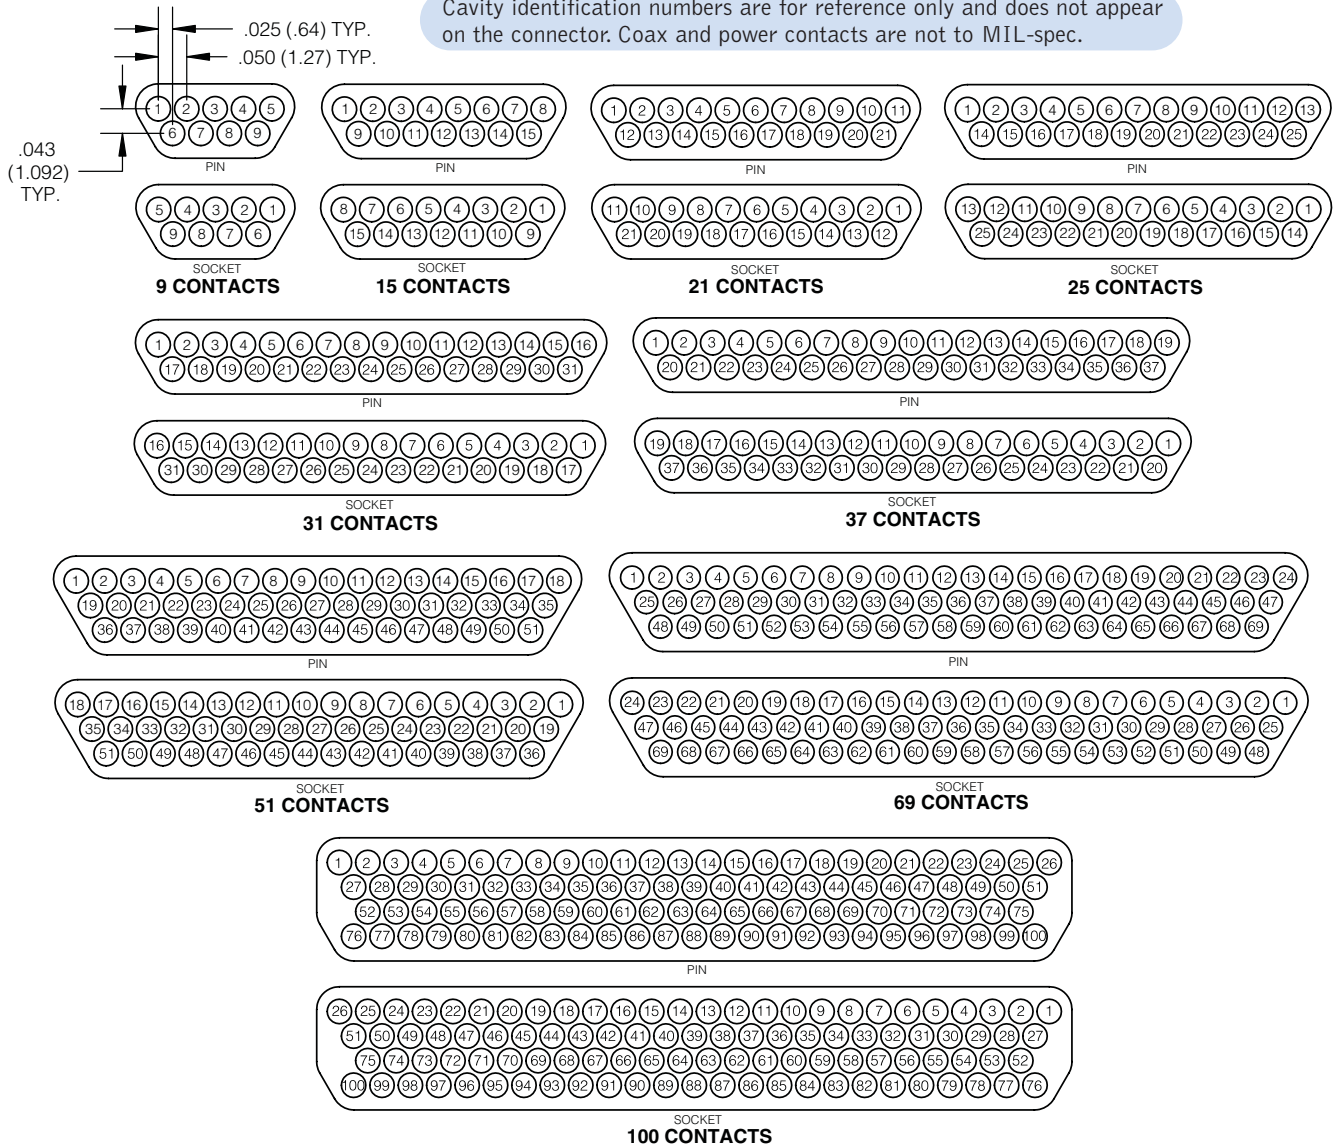 Cavity identification numbers are for reference only and does not appear
on the connector. Coax and power contacts are not to MIL-spec.
.025 (.64) TYP.
.050 (1.27) TYP.
.043
(1.092)
TYP.
1 2 3 4 5
6 7 8 9
PIN
1 2 3 4 5 6 7 8
9 10 11 12 13 14 15
PIN
1 2 3 4 5 6 7 8 9 10 11
12 13 14 15 16 17 18 19 20 21
PIN
1 2 3 4 5 6 7 8 9 10 11 12 13
14 15 16 17 18 19 20 21 22 23 24 25
PIN
5 4 3 2 1
9 8 7 6
SOCKET
9 CONTACTS
8 7 6 5 4 3 2 1
15 14 13 12 11 10 9
SOCKET
15 CONTACTS
11 10 9 8 7 6 5 4 3 2 1
21 20 19 18 17 16 15 14 13 12
SOCKET
21 CONTACTS
13 12 11 10 9 8 7 6 5 4 3 2 1
25 24 23 22 21 20 19 18 17 16 15 14
SOCKET
25 CONTACTS
1 2 3 4 5 6 7 8 9 10 11 12 13 14 15 16
17 18 19 20 21 22 23 24 25 26 27 28 29 30 31
PIN
1 2 3 4 5 6 7 8 9 10 11 12 13 14 15 16 17 18 19
20 21 22 23 24 25 26 27 28 29 30 31 32 33 34 35 36 37
PIN
16 15 14 13 12 11 10 9 8 7 6 5 4 3 2 1
31 30 29 28 27 26 25 24 23 22 21 20 19 18 17
SOCKET
31 CONTACTS
19 18 17 16 15 14 13 12 11 10 9 8 7 6 5 4 3 2 1
37 36 35 34 33 32 31 30 29 28 27 26 25 24 23 22 21 20
SOCKET
37 CONTACTS
1 2 3 4 5 6 7 8 9 10 11 12 13 14 15 16 17 18
19 20 21 22 23 24 25 26 27 28 29 30 31 32 33 34 35
36 37 38 39 40 41 42 43 44 45 46 47 48 49 50 51
PIN
1 2 3 4 5 6 7 8 9 10 11 12 13 14 15 16 17 18 19 20 21 22 23 24
25 26 27 28 29 30 31 32 33 34 35 36 37 38 39 40 41 42 43 44 45 46 47
48 49 50 51 52 53 54 55 56 57 58 59 60 61 62 63 64 65 66 67 68 69
PIN
18 17 16 15 14 13 12 11 10 9 8 7 6 5 4 3 2 1
35 34 33 32 31 30 29 28 27 26 25 24 23 22 21 20 19
51 50 49 48 47 46 45 44 43 42 41 40 39 38 37 36
SOCKET
51 CONTACTS
24 23 22 21 20 19 18 17 16 15 14 13 12 11 10 9 8 7 6 5 4 3 2 1
47 46 45 44 43 42 41 40 39 38 37 36 35 34 33 32 31 30 29 28 27 26 25
69 68 67 66 65 64 63 62 61 60 59 58 57 56 55 54 53 52 51 50 49 48
SOCKET
69 CONTACTS
1 2 3 4 5 6 7 8 9 10 11 12 13 14 15 16 17 18 19 20 21 22 23 24 25 26
27 28 29 30 31 32 33 34 35 36 37 38 39 40 41 42 43 44 45 46 47 48 49 50 51
52 53 54 55 56 57 58 59 60 61 62 63 64 65 66 67 68 69 70 71 72 73 74 75
76 77 78 79 80 81 82 83 84 85 86 87 88 89 90 91 92 93 94 95 96 97 98 99 100
PIN
26 25 24 23 22 21 20 19 18 17 16 15 14 13 12 11 10 9 8 7 6 5 4 3 2 1
51 50 49 48 47 46 45 44 43 42 41 40 39 38 37 36 35 34 33 32 31 30 29 28 27
75 74 73 72 71 70 69 68 67 66 65 64 63 62 61 60 59 58 57 56 55 54 53 52
100 99 98 97 96 95 94 93 92 91 90 89 88 87 86 85 84 83 82 81 80 79 78 77 76
SOCKET
100 CONTACTS